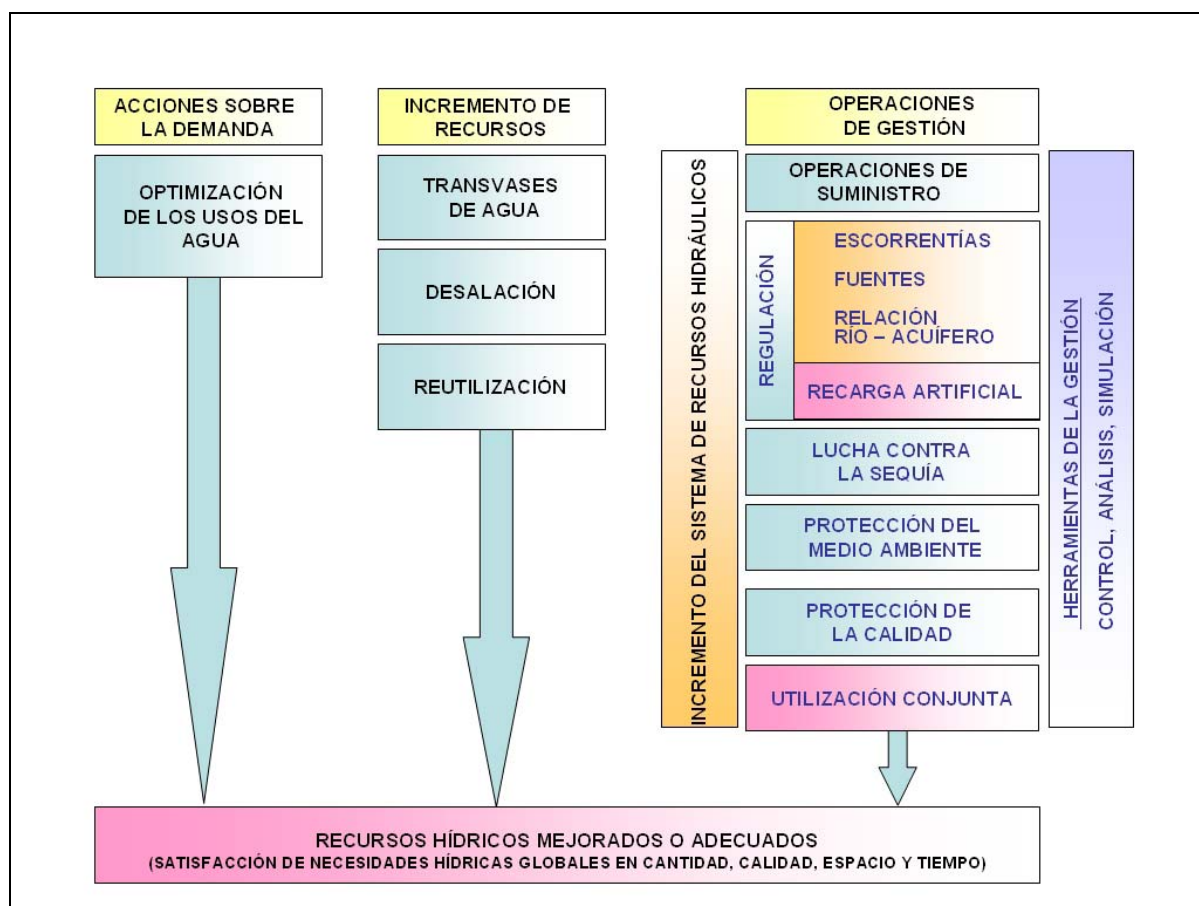 ACCIONES SOBRE
LA DEMANDA
OPTIMIZACIÓN
DE LOS USOS DEL
AGUA
INCREMENTO DE
RECURSOS
TRANSVASES
DE AGUA
DESALACIÓN
REUTILIZACIÓN
INCREMENTO DEL SISTEMA DE RECURSOS HIDRÁULICOS
OPERACIONES
DE GESTIÓN
OPERACIONES DE
SUMINISTRO
REGULACIÓN
ESCORRENTÍAS
FUENTES
RELACIÓN
RÍO – ACUÍFERO
RECARGA ARTIFICIAL
LUCHA CONTRA
LA SEQUÍA
PROTECCIÓN DEL
MEDIO AMBIENTE
PROTECCIÓN DE
LA CALIDAD
UTILIZACIÓN CONJUNTA
HERRAMIENTAS DE LA GESTIÓN
CONTROL, ANÁLISIS, SIMULACIÓN
RECURSOS HÍDRICOS MEJORADOS O ADECUADOS
(SATISFACCIÓN DE NECESIDADES HÍDRICAS GLOBALES EN CANTIDAD, CALIDAD, ESPACIO Y TIEMPO)